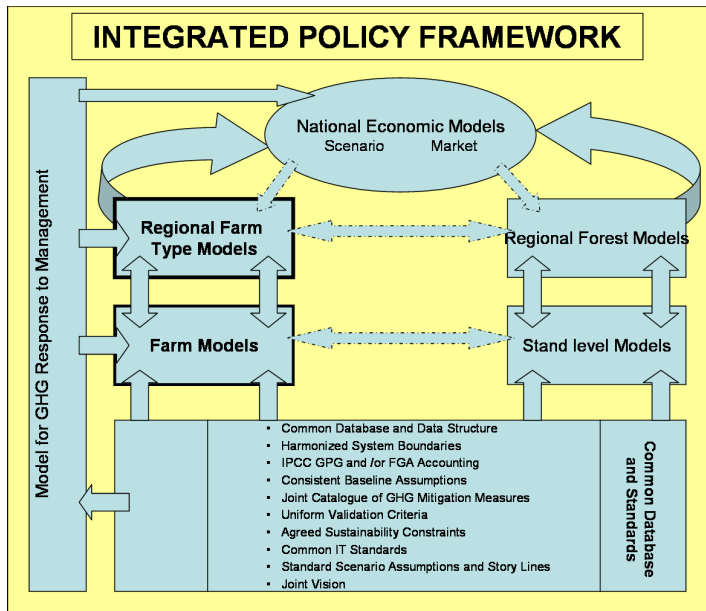 INTEGRATED POLICY FRAMEWORK
National Economic Models
Scenario Market
Model for GHG Response to Management
Regional Farm
Type Models
Regional Forest Models
Farm Models
Stand level Models
▪ Common Database and Data Structure
▪ Harmonized System Boundaries
▪ IPCC GPG and /or FGA Accounting
▪ Consistent Baseline Assumptions
▪ Joint Catalogue of GHG Mitigation Measures
▪ Uniform Validation Criteria
▪ Agreed Sustainability Constraints
▪ Common IT Standards
▪ Standard Scenario Assumptions and Story Lines
▪ Joint Vision
Common Database
and Standards